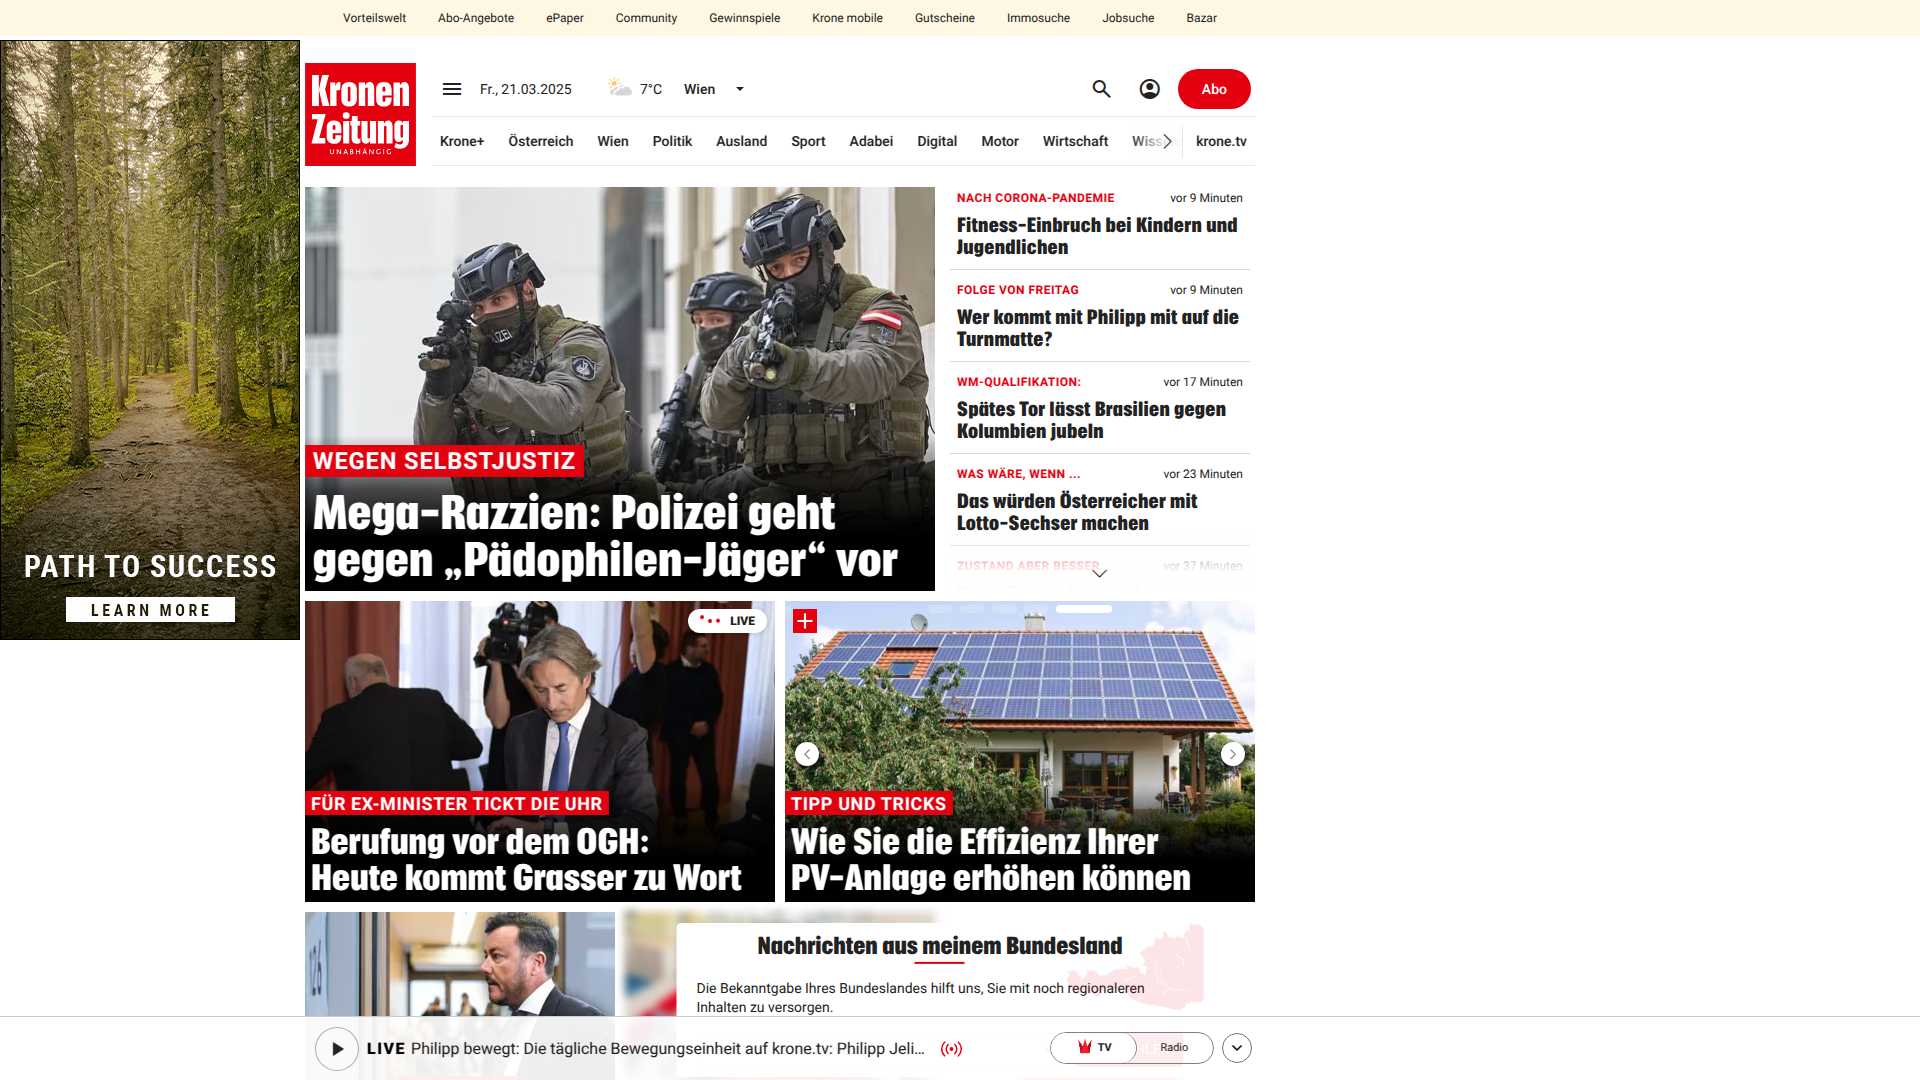 Vorteilswelt Abo-Angebote ePaper Community Gewinnspiele Krone mobile Gutscheine Immosuche Jobsuche Bazar
Kronen
Zeitung
UNABHÄNGIG
Fr., 21.03.2025 7°C Wien
Abo
Krone+ Österreich Wien Politik Ausland Sport Adabei Digital Motor Wirtschaft Wiss krone.tv
PATH TO SUCCESS
LEARN MORE
POLIZEI
WEGEN SELBSTJUSTIZ
Mega-Razzien: Polizei geht
gegen „Pädophilen-Jäger“ vor
NACH CORONA-PANDEMIE vor 9 Minuten
Fitness-Einbruch bei Kindern und
Jugendlichen
FOLGE VON FREITAG vor 9 Minuten
Wer kommt mit Philipp mit auf die
Turnmatte?
WM-QUALIFIKATION: vor 17 Minuten
Spätes Tor lässt Brasilien gegen
Kolumbien jubeln
WAS WÄRE, WENN ... vor 23 Minuten
Das würden Österreicher mit
Lotto-Sechser machen
ZUSTAND ABER BESSER vor 37 Minuten
LIVE
FÜR EX-MINISTER TICKT DIE UHR
Berufung vor dem OGH:
Heute kommt Grasser zu Wort
TIPP UND TRICKS
Wie Sie die Effizienz Ihrer
PV-Anlage erhöhen können
126
Nachrichten aus meinem Bundesland
Die Bekanntgabe Ihres Bundeslandes hilft uns, Sie mit noch regionaleren
Inhalten zu versorgen.
LIVE Philipp bewegt: Die tägliche Bewegungseinheit auf krone.tv: Philipp Jeli...
TV Radio